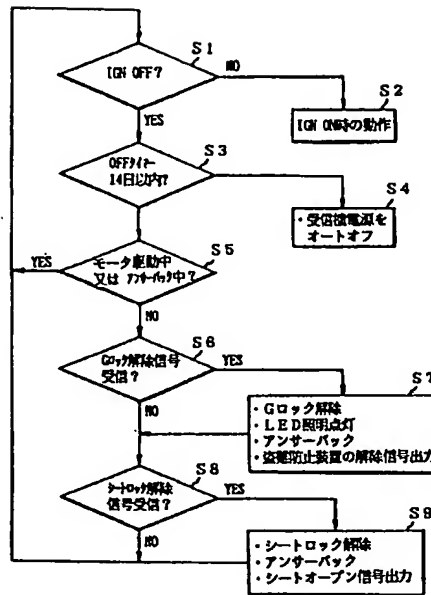 S1
IGN OFF?
NO
YES
S2
IGN ON時の動作
S3
OFFタイマー
14日以内?
S4
・受信機電源を
オートオフ
S5
モータ駆動中
又は アンサーバック中?
YES
NO
S6
Gロック解除信号
受信?
YES
NO
S7
・Gロック解除
・LED照明点灯
・アンサーバック
・盗難防止装置の解除信号出力
S8
シートロック解除
信号受信?
YES
NO
S9
・シートロック解除
・アンサーバック
・シートオープン信号出力